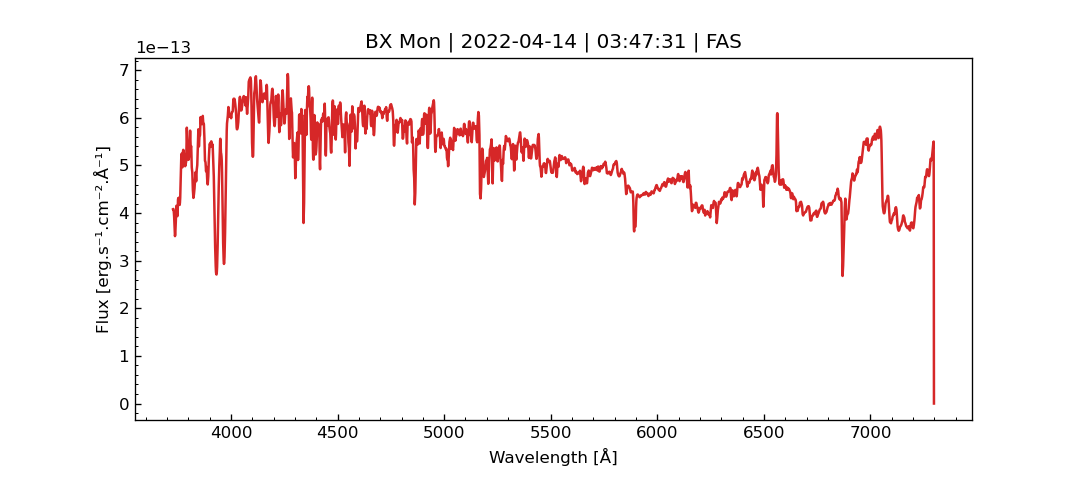 BX Mon | 2022-04-14 | 03:47:31 | FAS
1e−13
7
6
5
4
3
2
1
0
Flux [erg.s⁻¹.cm⁻².Å⁻¹]
4000 4500 5000 5500 6000 6500 7000
Wavelength [Å]